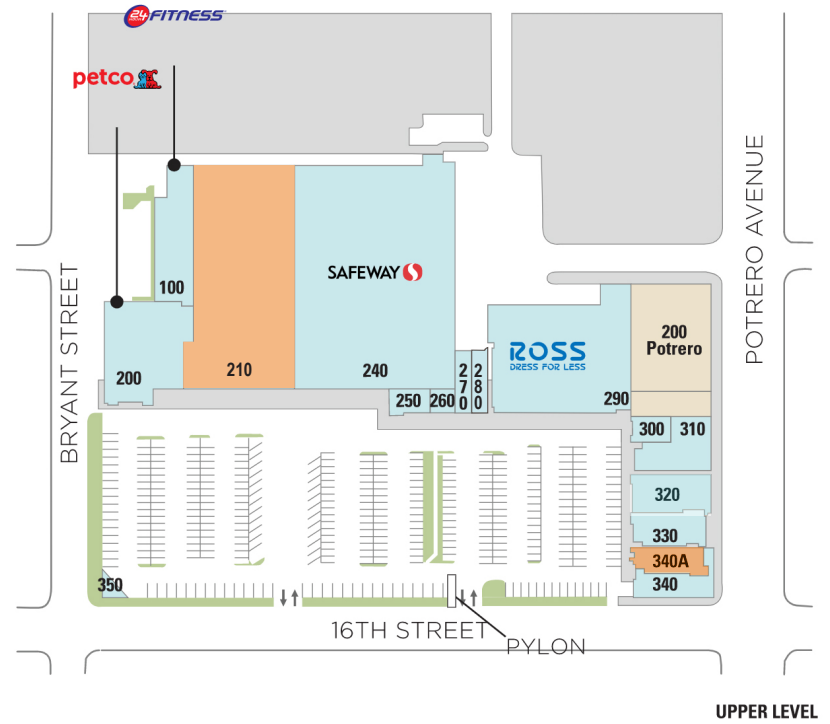 24 HOUR FITNESS
petco
BRYANT STREET
POTRERO AVENUE
100
SAFEWAY
200
210
240
250
260
270
280
ROSS
DRESS FOR LESS
290
200
Potrero
300
310
320
330
340A
340
350
16TH STREET
PYLON
UPPER LEVEL